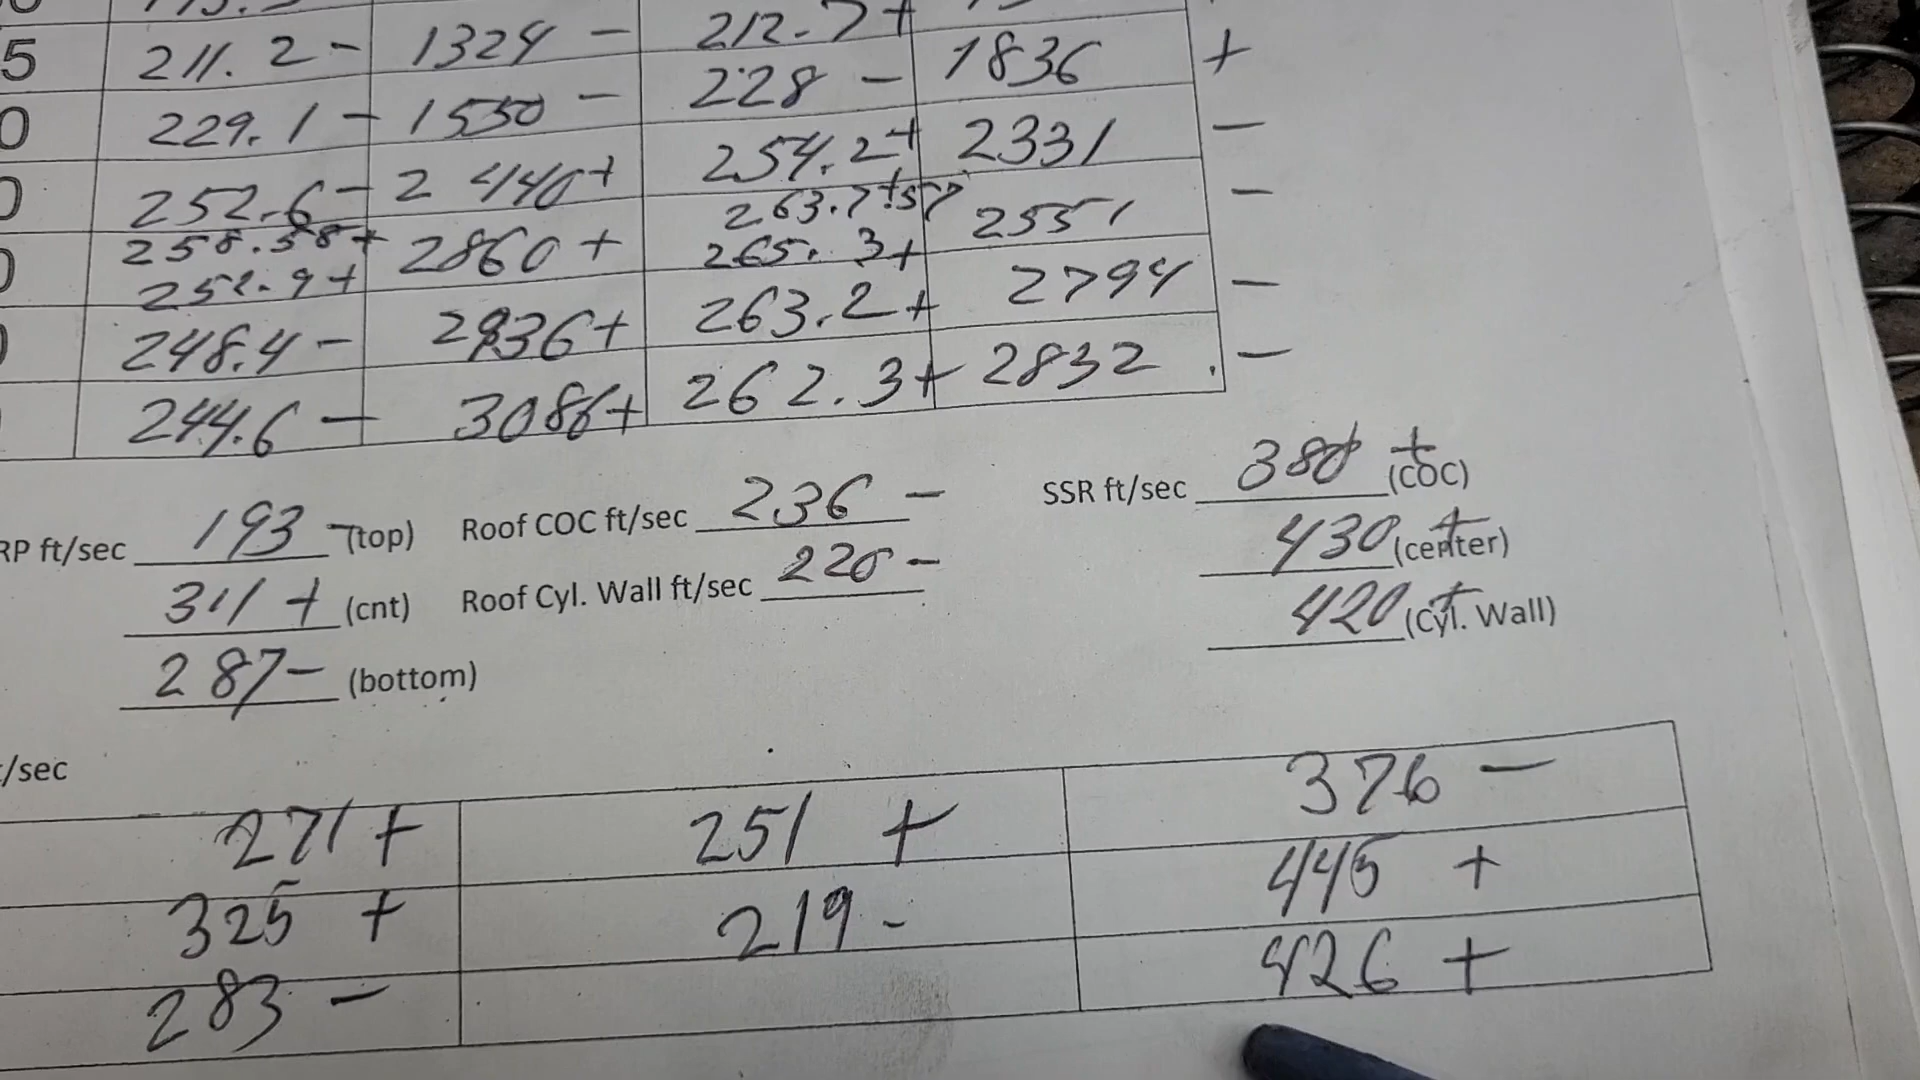 5 211.2 - 1324 - 212.7+
228 - 1836 +
0 229.1 - 1550 - 254.2+ 2331 -
252.6 - 2440+ 263.7+57 2551 -
258.58+ 2860+ 265.3+
252.9+
248.4 - 2936+ 263.2+ 2794 -
244.6 - 3086+ 262.3+ 2832 . -
RP ft/sec 193 - (top) Roof COC ft/sec 236 - SSR ft/sec 380 + (COC)
311 + (cnt) Roof Cyl. Wall ft/sec 220 - 430 + (center)
287 - (bottom) 420 + (Cyl. Wall)
/sec
271 + 251 + 376 -
325 + 219 - 445 +
283 - 426 +